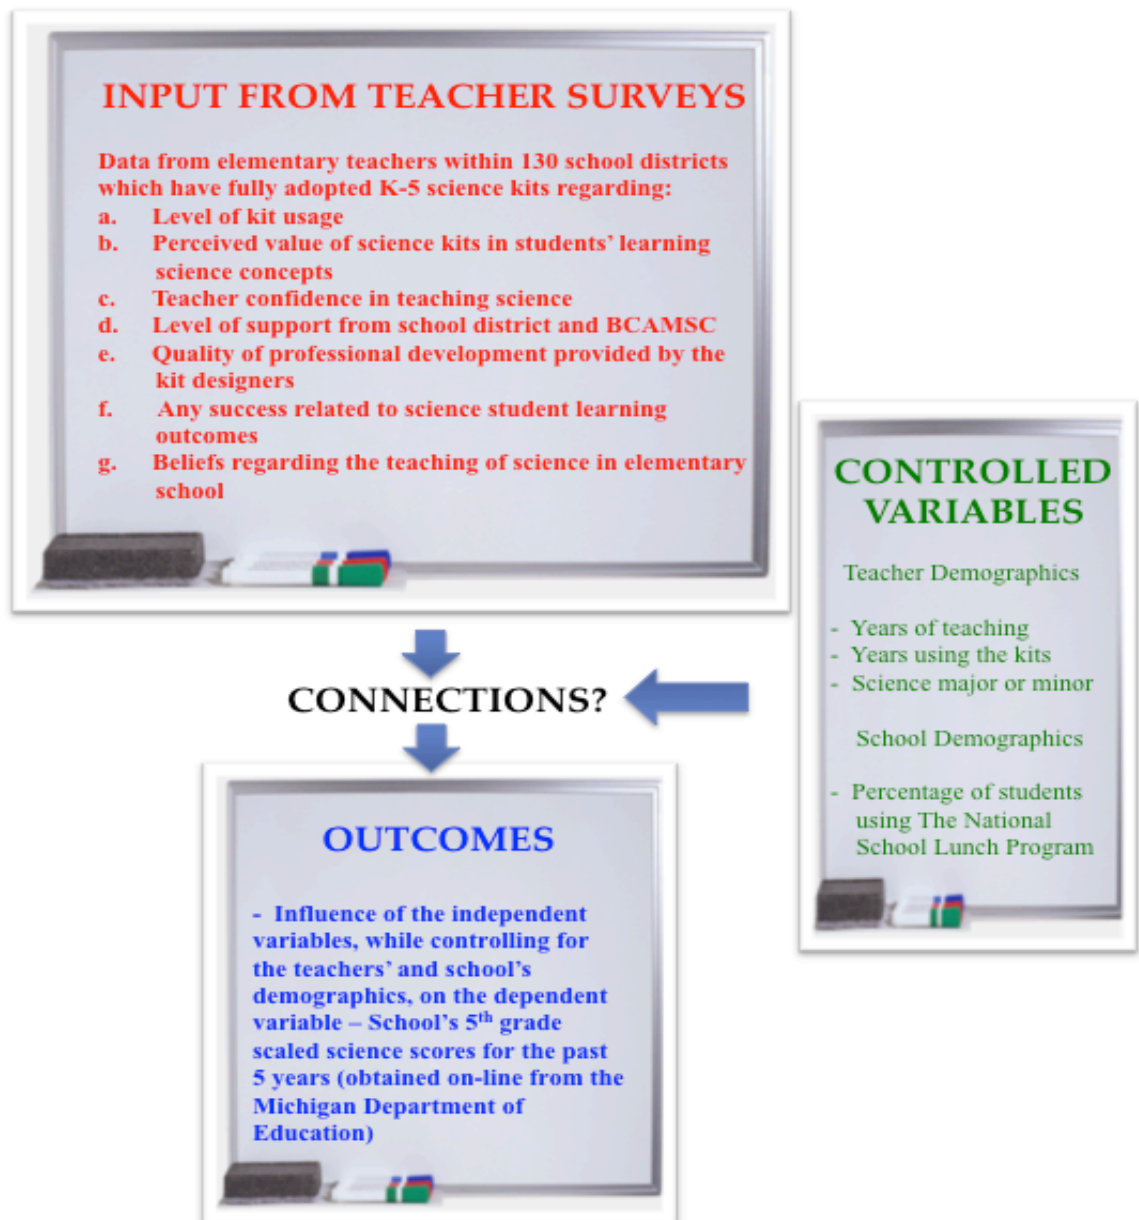 INPUT FROM TEACHER SURVEYS
Data from elementary teachers within 130 school districts
which have fully adopted K-5 science kits regarding:
a. Level of kit usage
b. Perceived value of science kits in students’ learning
science concepts
c. Teacher confidence in teaching science
d. Level of support from school district and BCAMSC
e. Quality of professional development provided by the
kit designers
f. Any success related to science student learning
outcomes
g. Beliefs regarding the teaching of science in elementary
school
CONTROLLED
VARIABLES
Teacher Demographics
- Years of teaching
- Years using the kits
- Science major or minor
School Demographics
- Percentage of students
using The National
School Lunch Program
CONNECTIONS?
OUTCOMES
- Influence of the independent
variables, while controlling for
the teachers’ and school’s
demographics, on the dependent
variable – School’s 5th grade
scaled science scores for the past
5 years (obtained on-line from the
Michigan Department of
Education)